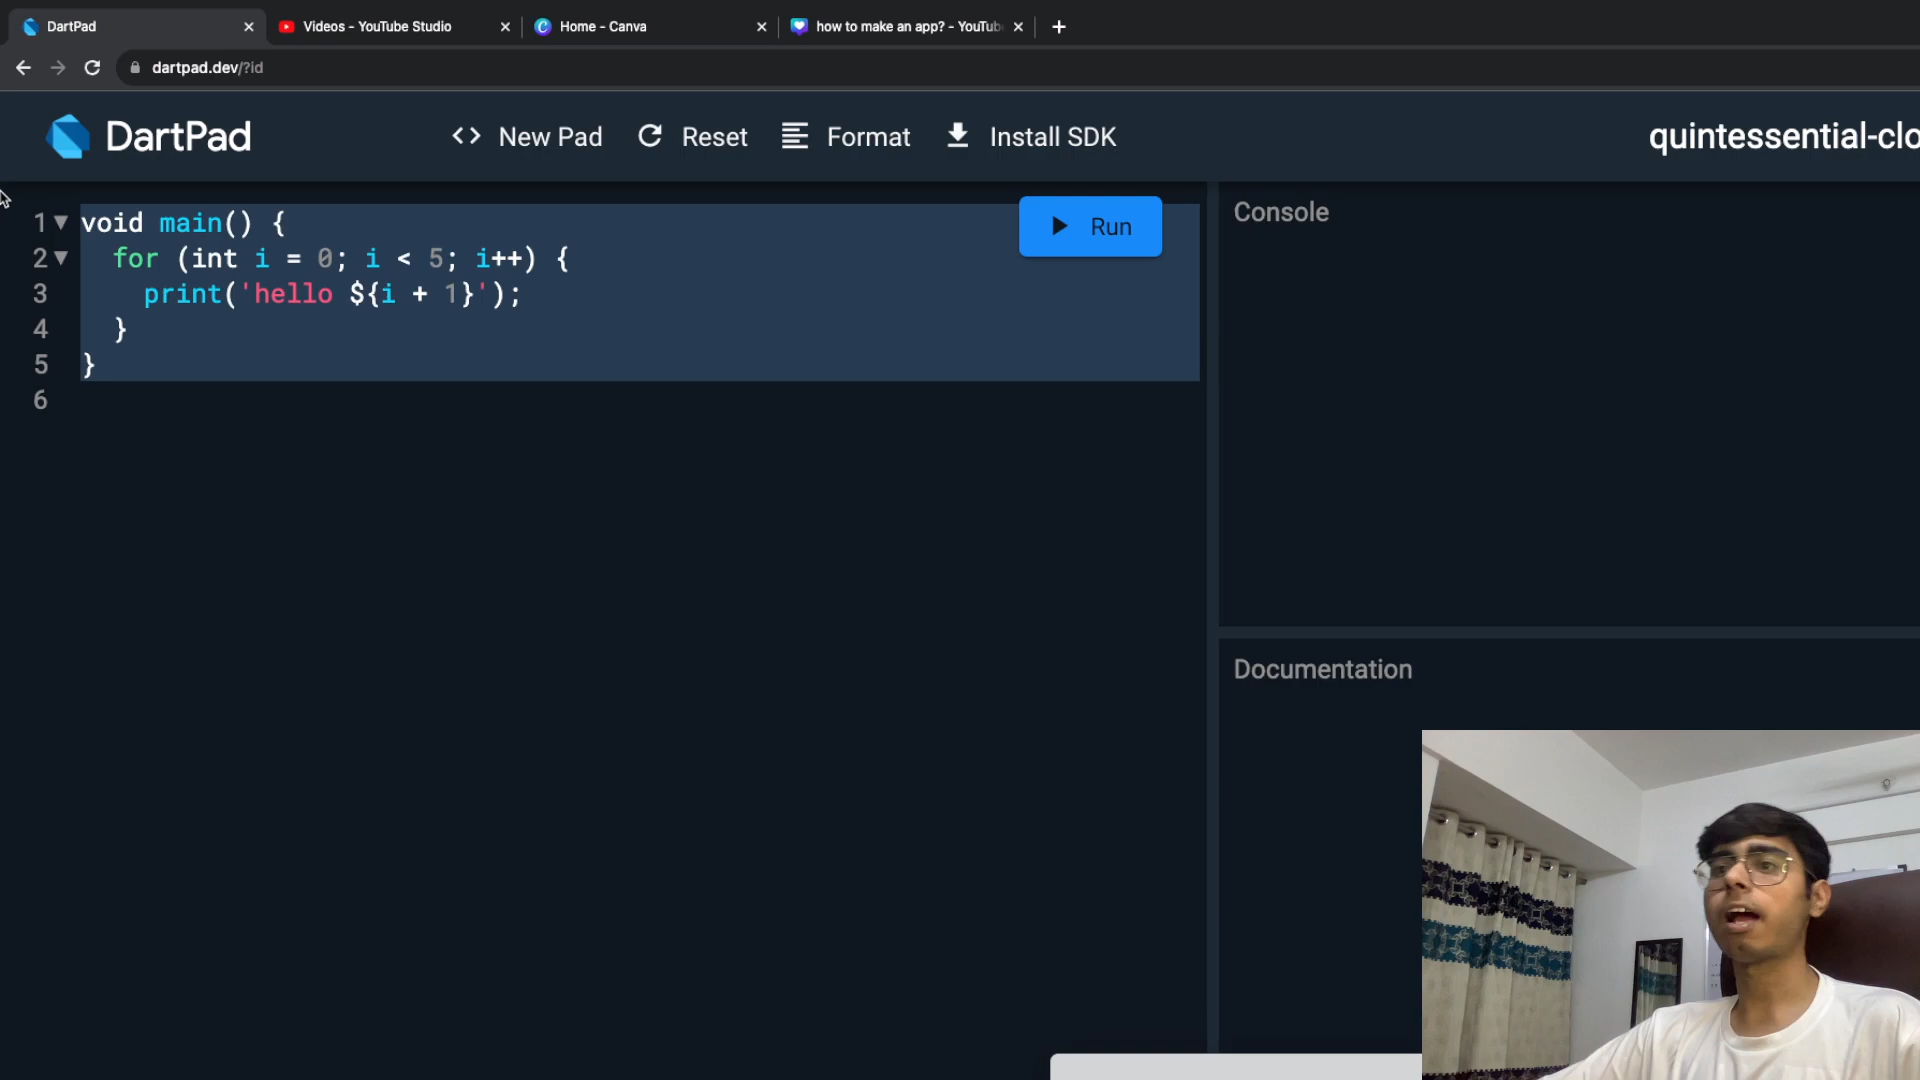 DartPad
Videos - YouTube Studio
Home - Canva
how to make an app? - YouTub
dartpad.dev/?id
DartPad
New Pad
Reset
Format
Install SDK
quintessential-clo
1 void main() {
2 for (int i = 0; i < 5; i++) {
3 print('hello ${i + 1}');
4 }
5 }
6
Run
Console
Documentation